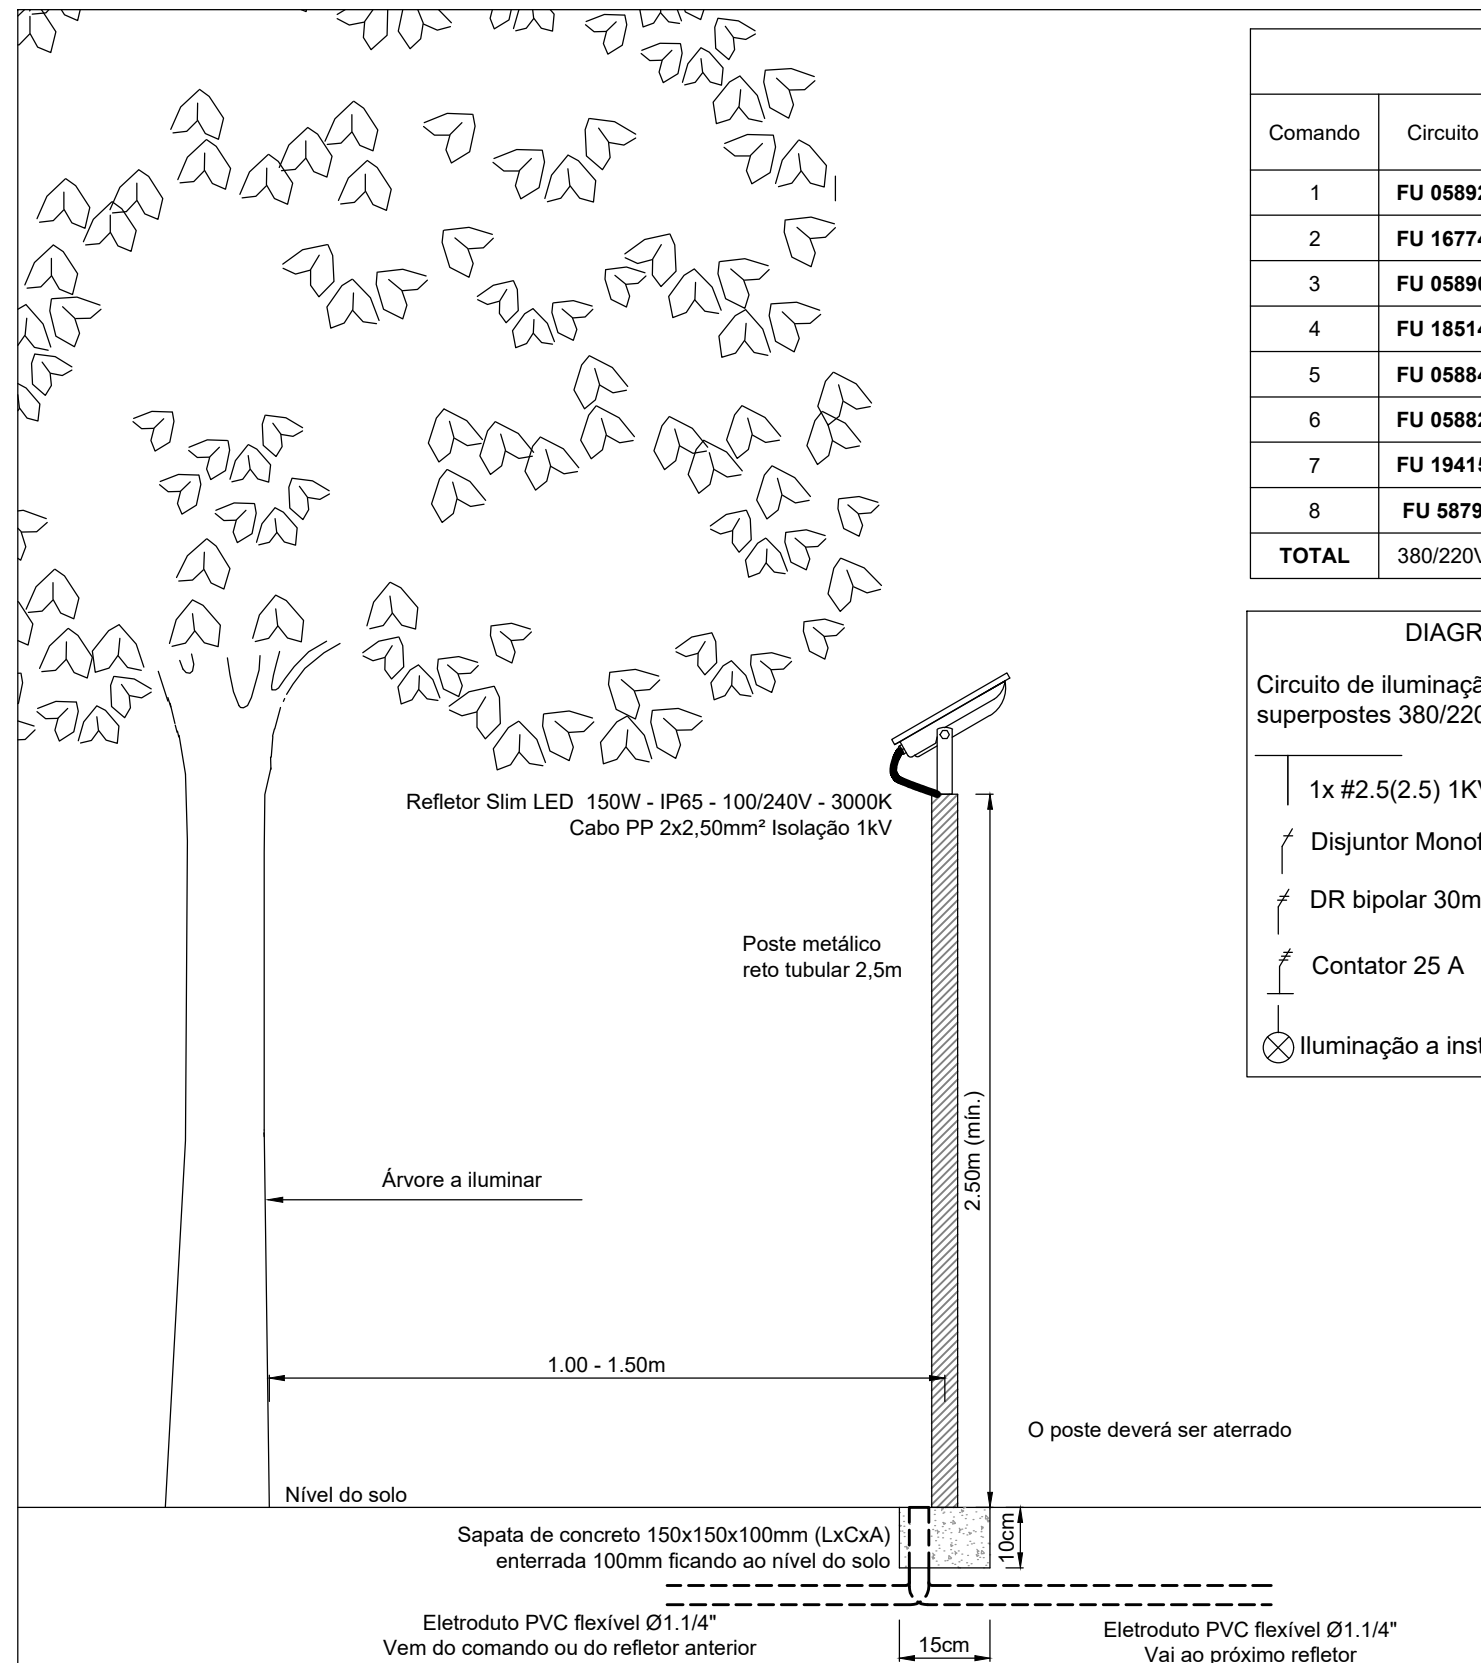 Comando Circuito
1 FU 05892
2 FU 16774
3 FU 05890
4 FU 18514
5 FU 05884
6 FU 05882
7 FU 19415
8 FU 5879
TOTAL 380/220V
DIAGR
Circuito de iluminaçã
superpostes 380/220
1x #2.5(2.5) 1KV
Disjuntor Monof
DR bipolar 30m
Contator 25 A
Iluminação a inst
Refletor Slim LED 150W - IP65 - 100/240V - 3000K
Cabo PP 2x2,50mm² Isolação 1kV
Poste metálico
reto tubular 2,5m
2.50m (mín.)
Árvore a iluminar
1.00 - 1.50m
O poste deverá ser aterrado
Nível do solo
Sapata de concreto 150x150x100mm (LxCxA)
enterrada 100mm ficando ao nível do solo
10cm
Eletroduto PVC flexível Ø1.1/4"
Vem do comando ou do refletor anterior
15cm
Eletroduto PVC flexível Ø1.1/4"
Vai ao próximo refletor